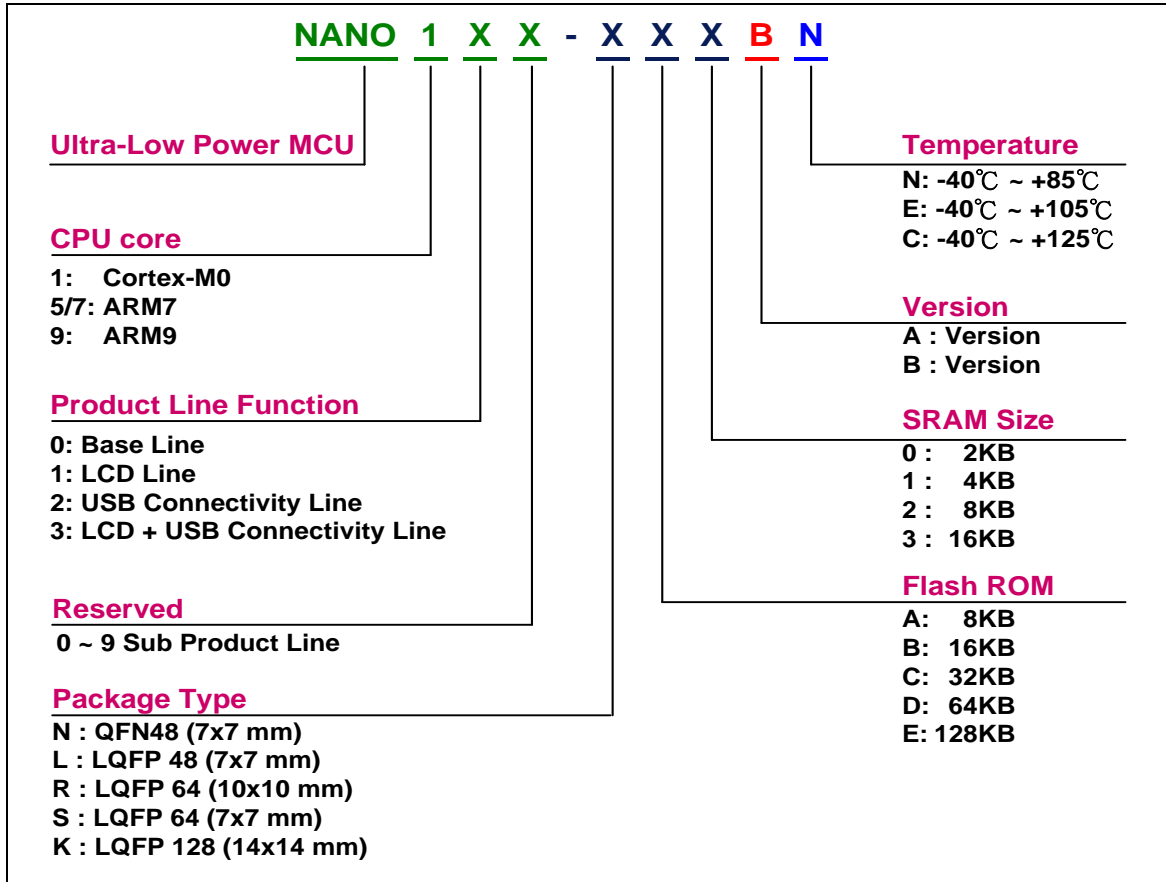 NANO 1 X X - X X X B N
Ultra-Low Power MCU
CPU core
1: Cortex-M0
5/7: ARM7
9: ARM9
Product Line Function
0: Base Line
1: LCD Line
2: USB Connectivity Line
3: LCD + USB Connectivity Line
Reserved
0 ~ 9 Sub Product Line
Package Type
N : QFN48 (7x7 mm)
L : LQFP 48 (7x7 mm)
R : LQFP 64 (10x10 mm)
S : LQFP 64 (7x7 mm)
K : LQFP 128 (14x14 mm)
Temperature
N: -40℃ ~ +85℃
E: -40℃ ~ +105℃
C: -40℃ ~ +125℃
Version
A : Version
B : Version
SRAM Size
0 : 2KB
1 : 4KB
2 : 8KB
3 : 16KB
Flash ROM
A: 8KB
B: 16KB
C: 32KB
D: 64KB
E: 128KB